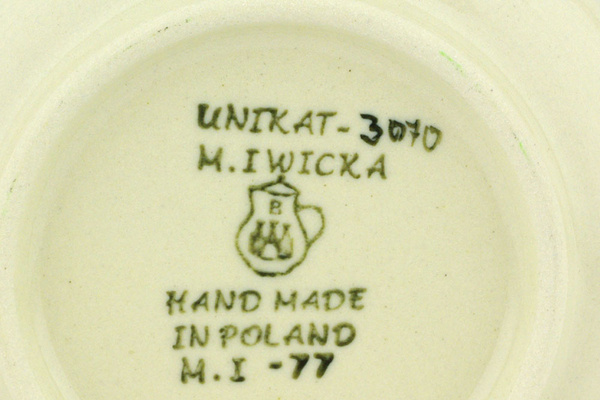 UNIKAT-3070
M.IWICKA
B
HAND MADE
IN POLAND
M.I -77